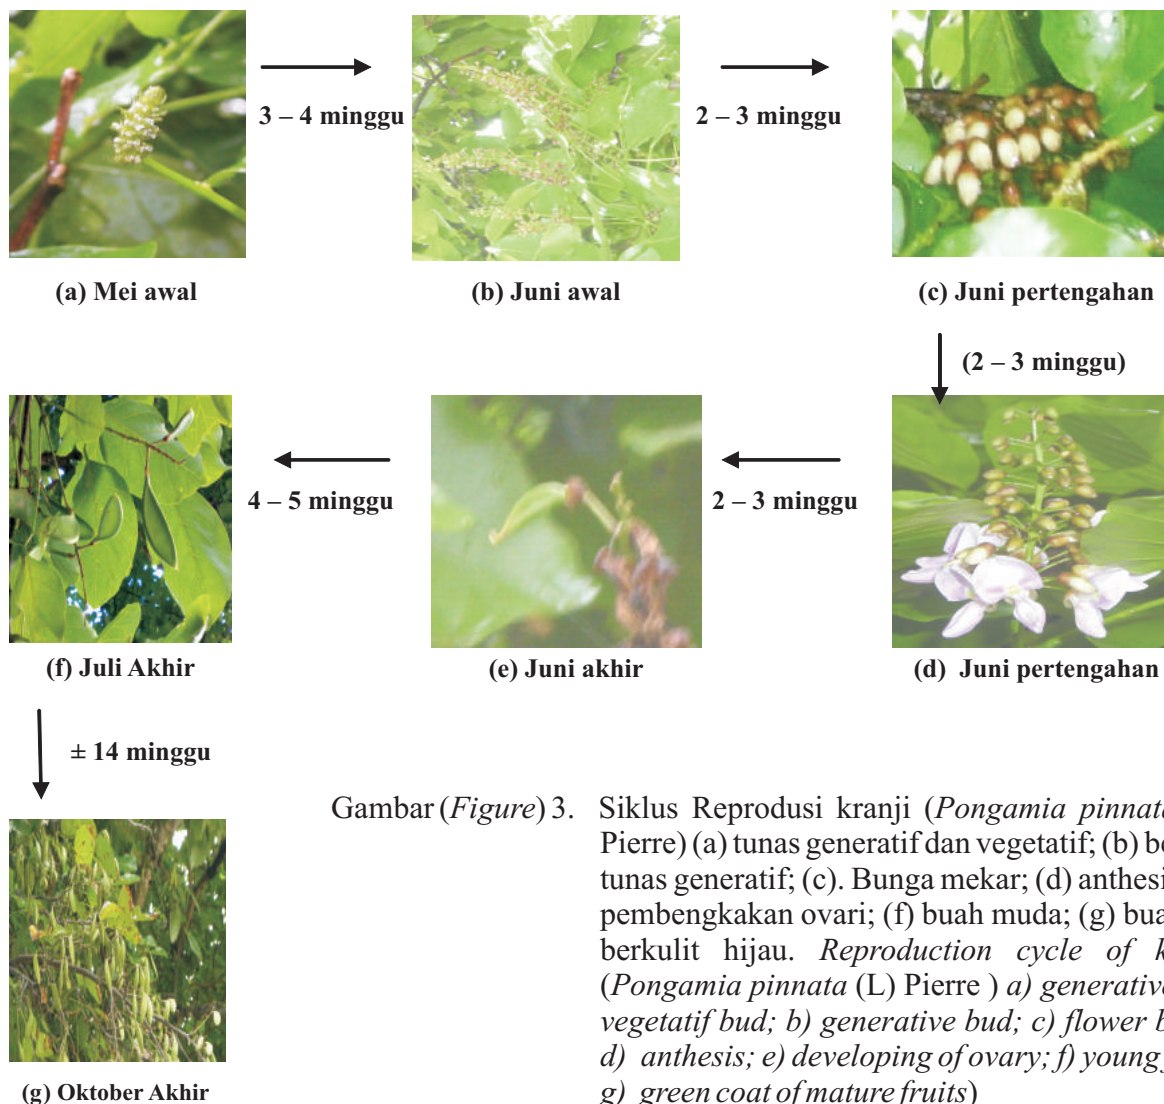 3 – 4 minggu
2 – 3 minggu
(a) Mei awal
(b) Juni awal
(c) Juni pertengahan
(2 – 3 minggu)
4 – 5 minggu
2 – 3 minggu
(f) Juli Akhir
(e) Juni akhir
(d) Juni pertengahan
± 14 minggu
(g) Oktober Akhir
Gambar (Figure) 3. Siklus Reprodusi kranji (Pongamia pinnata
Pierre) (a) tunas generatif dan vegetatif; (b)
tunas generatif; (c). Bunga mekar; (d)
pembengkakan ovari; (f) buah muda; (g)
berkulit hijau. Reproduction cycle of
(Pongamia pinnata (L) Pierre ) a) generative
vegetatif bud; b) generative bud; c) flower
d) anthesis; e) developing of ovary; f) young
g) green coat of mature fruits)